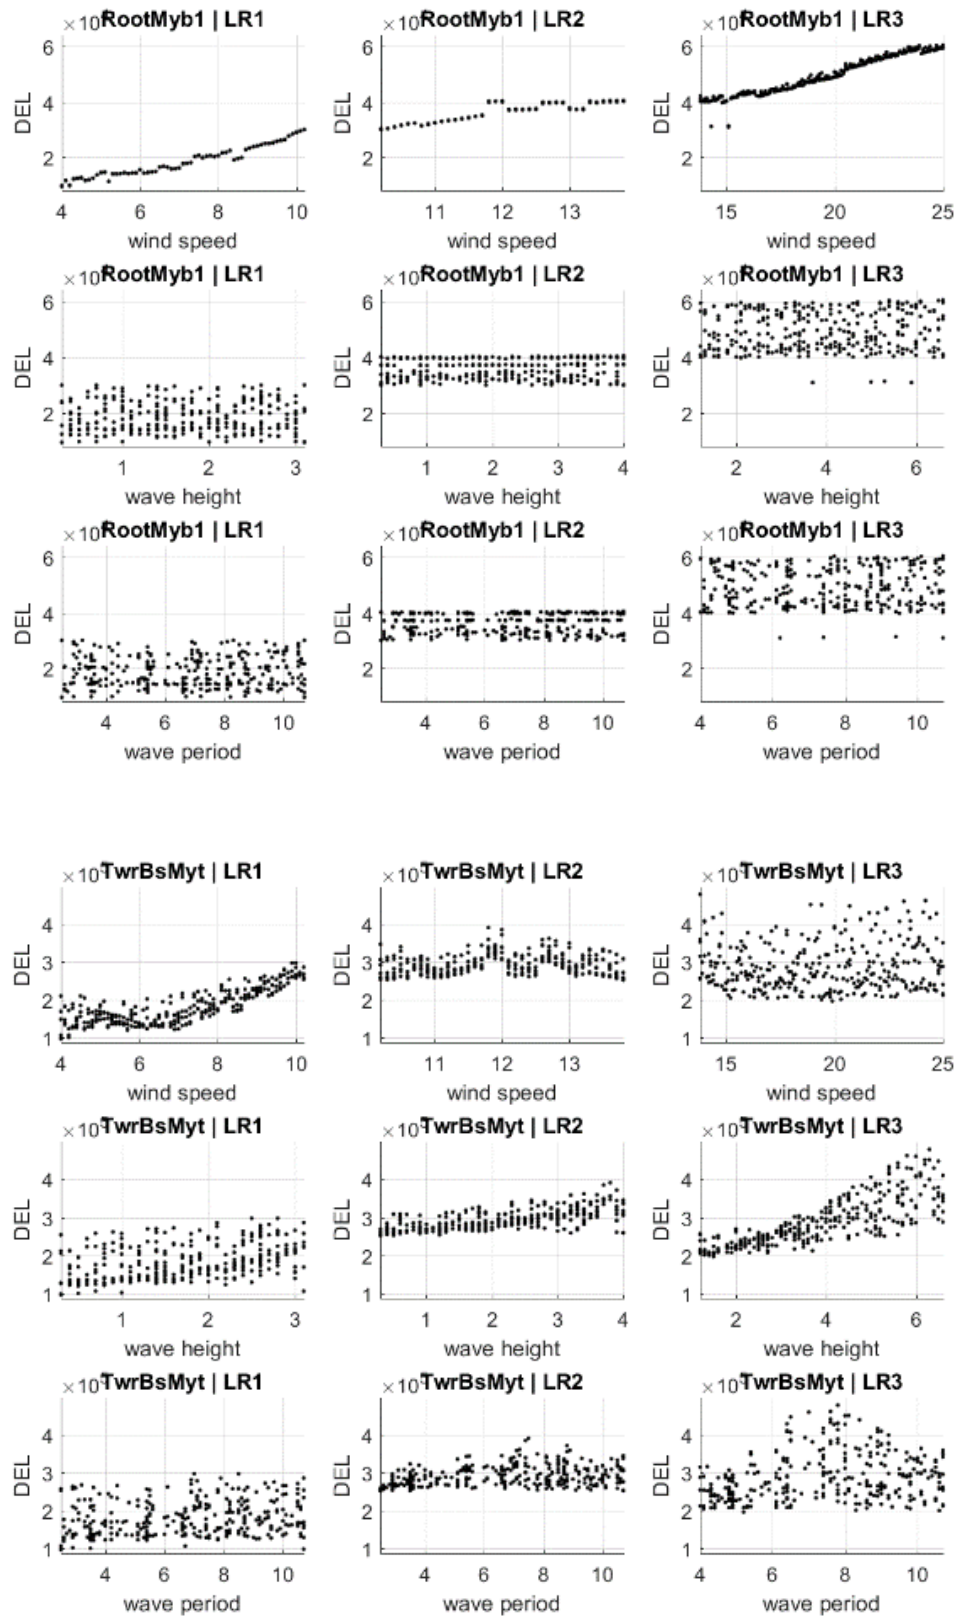 ×10 RootMyb1 | LR1 ×10 RootMyb1 | LR2 ×10 RootMyb1 | LR3
6 6 6
DEL 4 DEL 4 DEL 4
2 2 2
4 6 8 10 11 12 13 15 20 25
wind speed wind speed wind speed
×10 RootMyb1 | LR1 ×10 RootMyb1 | LR2 ×10 RootMyb1 | LR3
6 6 6
DEL 4 DEL 4 DEL 4
2 2 2
1 2 3 1 2 3 4 2 4 6
wave height wave height wave height
×10 RootMyb1 | LR1 ×10 RootMyb1 | LR2 ×10 RootMyb1 | LR3
6 6 6
DEL 4 DEL 4 DEL 4
2 2 2
4 6 8 10 4 6 8 10 4 6 8 10
wave period wave period wave period
×10 TwrBsMyt | LR1 ×10 TwrBsMyt | LR2 ×10 TwrBsMyt | LR3
4 4 4
DEL 3 DEL 3 DEL 3
2 2 2
1 1 1
4 6 8 10 11 12 13 15 20 25
wind speed wind speed wind speed
×10 TwrBsMyt | LR1 ×10 TwrBsMyt | LR2 ×10 TwrBsMyt | LR3
4 4 4
DEL 3 DEL 3 DEL 3
2 2 2
1 1 1
1 2 3 1 2 3 4 2 4 6
wave height wave height wave height
×10 TwrBsMyt | LR1 ×10 TwrBsMyt | LR2 ×10 TwrBsMyt | LR3
4 4 4
DEL 3 DEL 3 DEL 3
2 2 2
1 1 1
4 6 8 10 4 6 8 10 4 6 8 10
wave period wave period wave period